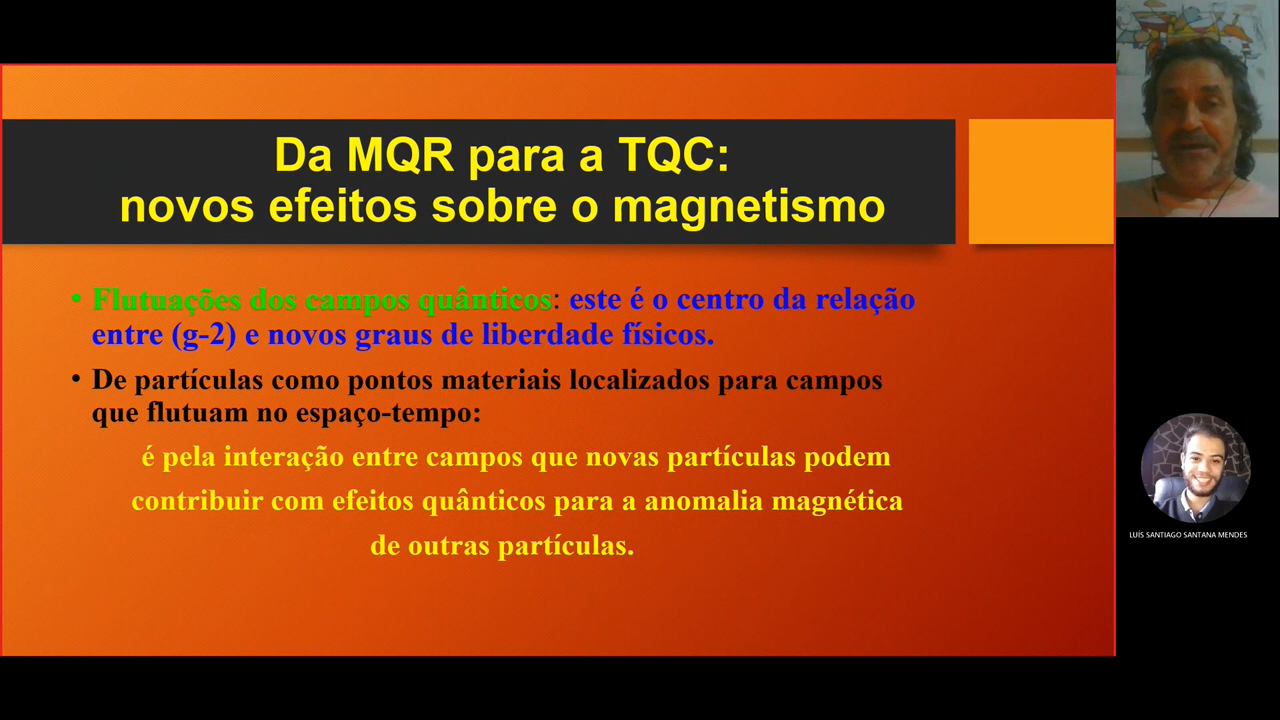 Da MQR para a TQC:
novos efeitos sobre o magnetismo
• Flutuações dos campos quânticos: este é o centro da relação
entre (g-2) e novos graus de liberdade físicos.
• De partículas como pontos materiais localizados para campos
que flutuam no espaço-tempo:
é pela interação entre campos que novas partículas podem
contribuir com efeitos quânticos para a anomalia magnética
de outras partículas.
LUÍS SANTIAGO SANTANA MENDES